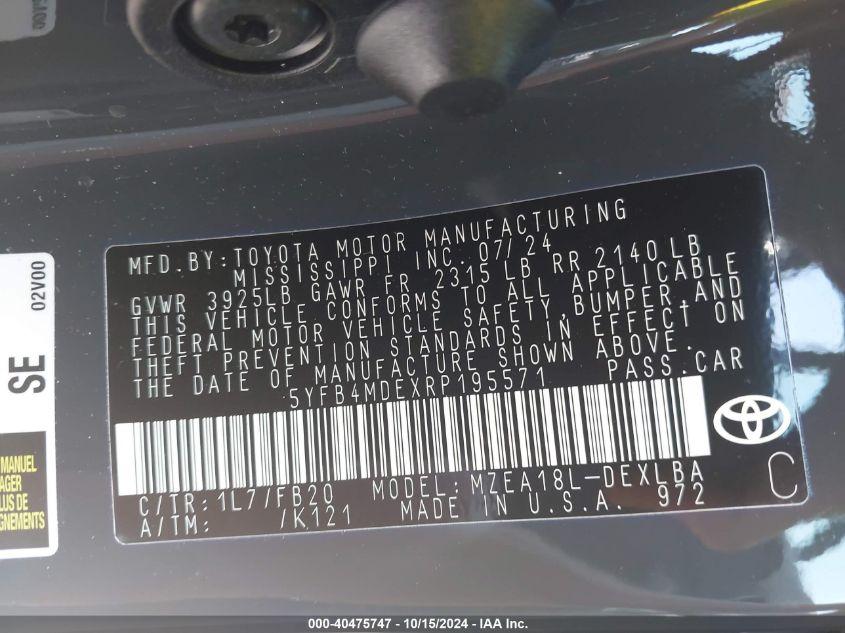 MFD. BY: TOYOTA MOTOR MANUFACTURING
MISSISSIPPI INC. 07/24
GVWR 3925LB GAWR FR 2315 LB RR 2140 LB
THIS VEHICLE CONFORMS TO ALL APPLICABLE
FEDERAL MOTOR VEHICLE SAFETY, BUMPER, AND
THEFT PREVENTION STANDARDS IN EFFECT ON
THE DATE OF MANUFACTURE SHOWN ABOVE.
5YFB4MDEXRP195571 PASS. CAR
C/TR: 1L7/FB20 MODEL: MZEA18L-DEXLBA
A/TM: /K121 MADE IN U.S.A. 972
C
02V00
SE
MANUEL
000-40475747 - 10/15/2024 - IAA Inc.